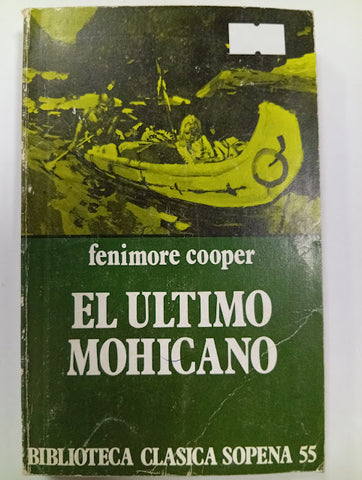 fenimore cooper
EL ULTIMO
MOHICANO
BIBLIOTECA CLASICA SOPENA 55